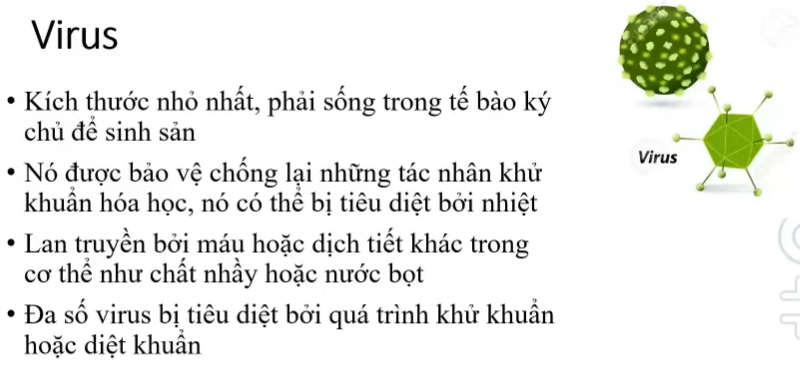 Virus
• Kích thước nhỏ nhất, phải sống trong tế bào ký
chủ để sinh sản
• Nó được bảo vệ chống lại những tác nhân khử
khuẩn hóa học, nó có thể bị tiêu diệt bởi nhiệt
• Lan truyền bởi máu hoặc dịch tiết khác trong
cơ thể như chất nhầy hoặc nước bọt
• Đa số virus bị tiêu diệt bởi quá trình khử khuẩn
hoặc diệt khuẩn
Virus